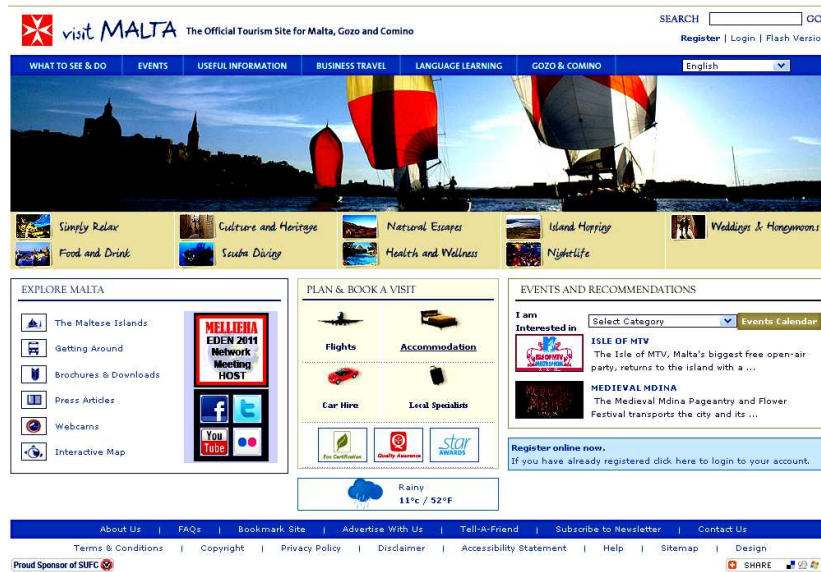 SEARCH GO
visit MALTA The Official Tourism Site for Malta, Gozo and Comino
Register | Login | Flash Versio
WHAT TO SEE & DO EVENTS USEFUL INFORMATION BUSINESS TRAVEL LANGUAGE LEARNING GOZO & COMINO English
Simply Relax Culture and Heritage Natural Escapes Island Hopping Weddings & Honeymoons
Food and Drink Scuba Diving Health and Wellness Nightlife
EXPLORE MALTA
The Maltese Islands
Getting Around
Brochures & Downloads
Press Articles
Webcams
Interactive Map
MELLIEHA
EDEN 2011
Network
Meeting
HOST
f t
You
Tube
PLAN & BOOK A VISIT
Flights Accommodation
Car Hire Local Specialists
Eco Certification Quality Assurance star AWARDS
Rainy
11°c / 52°F
EVENTS AND RECOMMENDATIONS
I am
Interested in Select Category Events Calendar
ISLE OF MTV
ISLE OF MTV
The Isle of MTV, Malta's biggest free open-air
party, returns to the island with a ...
MEDIEVAL MDINA
The Medieval Mdina Pageantry and Flower
Festival transports the city and its ...
Register online now.
If you have already registered click here to login to your account.
About Us | FAQs | Bookmark Site | Advertise With Us | Tell-A-Friend | Subscribe to Newsletter | Contact Us
Terms & Conditions | Copyright | Privacy Policy | Disclaimer | Accessibility Statement | Help | Sitemap | Design
Proud Sponsor of SUFC SHARE